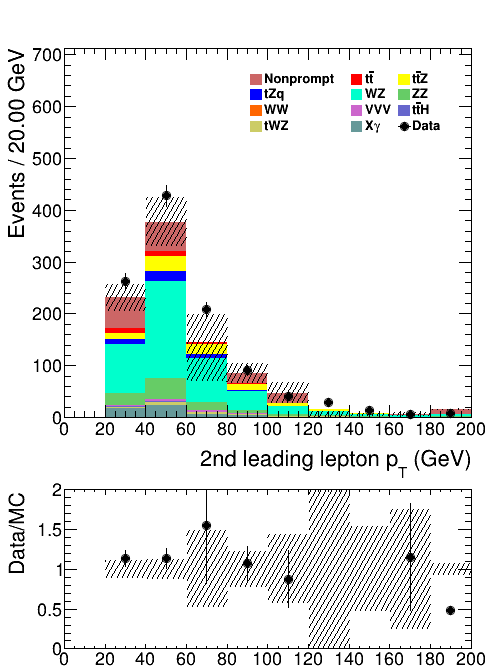 Events / 20.00 GeV
700
600
500
400
300
200
100
0
Nonprompt tt̄ tt̄Z
tZq WZ ZZ
WW VVV tt̄H
tWZ Xγ Data
0 20 40 60 80 100 120 140 160 180 200
2nd leading lepton p_T (GeV)
Data/MC
2
1.5
1
0.5
0
0 20 40 60 80 100 120 140 160 180 200